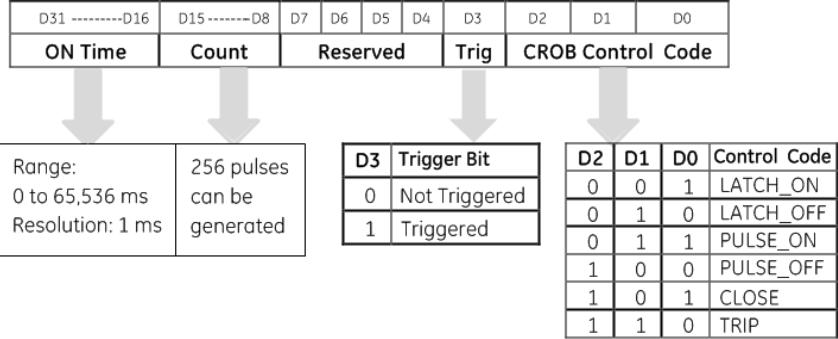 D31 ---------D16 D15 -------D8 D7 D6 D5 D4 D3 D2 D1 D0
ON Time Count Reserved Trig CROB Control Code
Range:
0 to 65,536 ms
Resolution: 1 ms
256 pulses
can be
generated
D3 Trigger Bit
0 Not Triggered
1 Triggered
D2 D1 D0 Control Code
0 0 1 LATCH_ON
0 1 0 LATCH_OFF
0 1 1 PULSE_ON
1 0 0 PULSE_OFF
1 0 1 CLOSE
1 1 0 TRIP